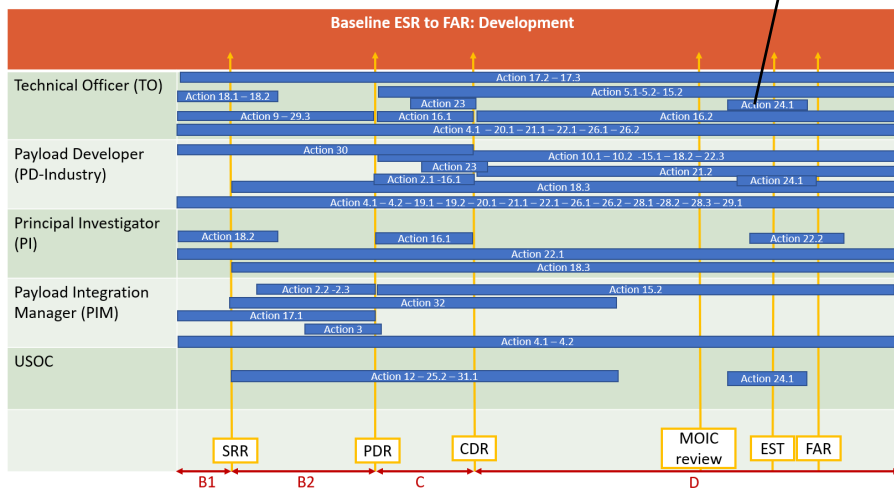 Baseline ESR to FAR: Development
Technical Officer (TO)
Action 17.2 – 17.3
Action 5.1-5.2- 15.2
Action 18.1 – 18.2
Action 23
Action 24.1
Action 9 – 29.3
Action 16.1
Action 16.2
Action 4.1 – 20.1 – 21.1 – 22.1 – 26.1 – 26.2
Payload Developer
(PD-Industry)
Action 30
Action 10.1 – 10.2 -15.1 – 18.2 – 22.3
Action 23
Action 21.2
Action 2.1 -16.1
Action 24.1
Action 18.3
Action 4.1 – 4.2 – 19.1 – 19.2 – 20.1 – 21.1 – 22.1 – 26.1 – 26.2 – 28.1 -28.2 – 28.3 – 29.1
Principal Investigator
(PI)
Action 18.2
Action 16.1
Action 22.2
Action 22.1
Action 18.3
Payload Integration
Manager (PIM)
Action 2.2 -2.3
Action 15.2
Action 32
Action 17.1
Action 3
Action 4.1 – 4.2
USOC
Action 12 – 25.2 – 31.1
Action 24.1
SRR
PDR
CDR
MOIC
review
EST
FAR
B1
B2
C
D